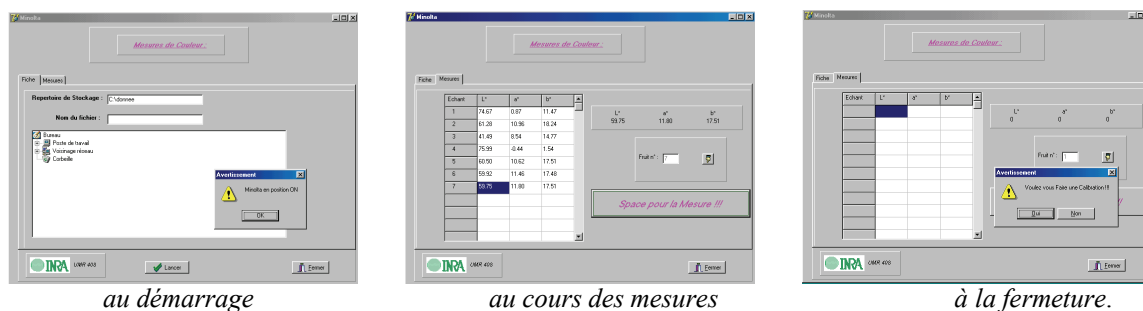 Minolta
Mesures de Couleur :
Fiche Mesures
Repertoire de Stockage : C:\donnee
Nom du fichier :
Bureau
Poste de travail
Voisinage réseau
Corbeille
Avertissement
Minolta en position ON
OK
INRA UMR 408
Lancer
Fermer
au démarrage
Minolta
Mesures de Couleur :
Fiche Mesures
Echant L* a* b*
1 74.67 0.87 11.47
2 61.28 10.96 18.24
3 41.49 8.54 14.77
4 75.99 -0.44 1.54
5 60.50 10.62 17.51
6 59.92 11.46 17.48
7 59.75 11.80 17.51
L* a* b*
59.75 11.80 17.51
Fruit n° : 7
Space pour la Mesure !!!
INRA UMR 408
Fermer
au cours des mesures
Minolta
Mesures de Couleur :
Fiche Mesures
Echant L* a* b*
L* a* b*
0 0 0
Fruit n° : 1
Avertissement
Voulez vous Faire une Calibration !!!
Oui Non
INRA UMR 408
Fermer
à la fermeture.